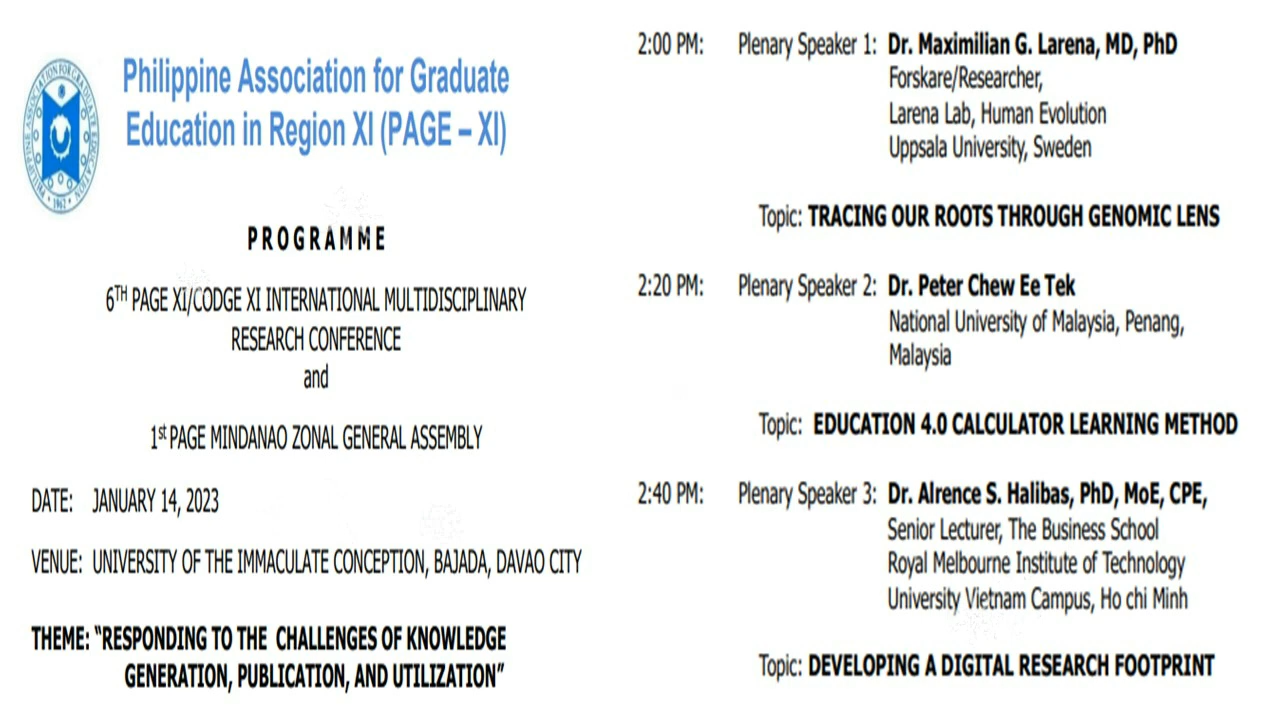 Philippine Association for Graduate
Education in Region XI (PAGE – XI)
PHILIPPINE ASSOCIATION FOR GRADUATE EDUCATION
• 1962 •
PROGRAMME
6TH PAGE XI/CODGE XI INTERNATIONAL MULTIDISCIPLINARY
RESEARCH CONFERENCE
and
1st PAGE MINDANAO ZONAL GENERAL ASSEMBLY
DATE: JANUARY 14, 2023
VENUE: UNIVERSITY OF THE IMMACULATE CONCEPTION, BAJADA, DAVAO CITY
THEME: “RESPONDING TO THE CHALLENGES OF KNOWLEDGE
GENERATION, PUBLICATION, AND UTILIZATION”
2:00 PM: Plenary Speaker 1: Dr. Maximilian G. Larena, MD, PhD
Forskare/Researcher,
Larena Lab, Human Evolution
Uppsala University, Sweden
Topic: TRACING OUR ROOTS THROUGH GENOMIC LENS
2:20 PM: Plenary Speaker 2: Dr. Peter Chew Ee Tek
National University of Malaysia, Penang,
Malaysia
Topic: EDUCATION 4.0 CALCULATOR LEARNING METHOD
2:40 PM: Plenary Speaker 3: Dr. Alrence S. Halibas, PhD, MoE, CPE,
Senior Lecturer, The Business School
Royal Melbourne Institute of Technology
University Vietnam Campus, Ho chi Minh
Topic: DEVELOPING A DIGITAL RESEARCH FOOTPRINT